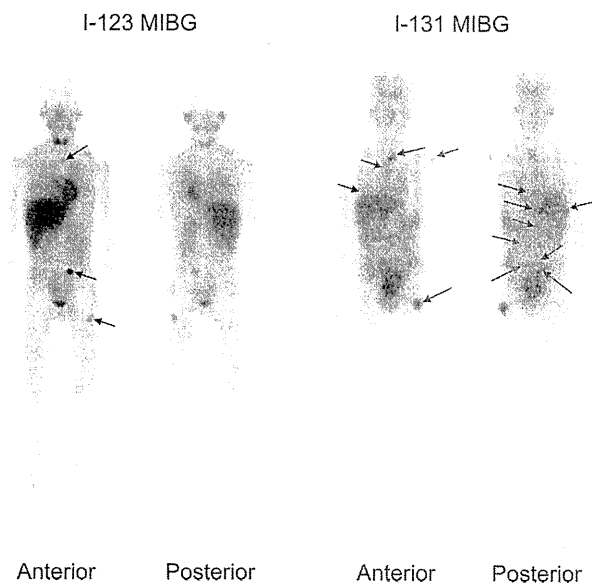 I-123 MIBG
I-131 MIBG
Anterior
Posterior
Anterior
Posterior